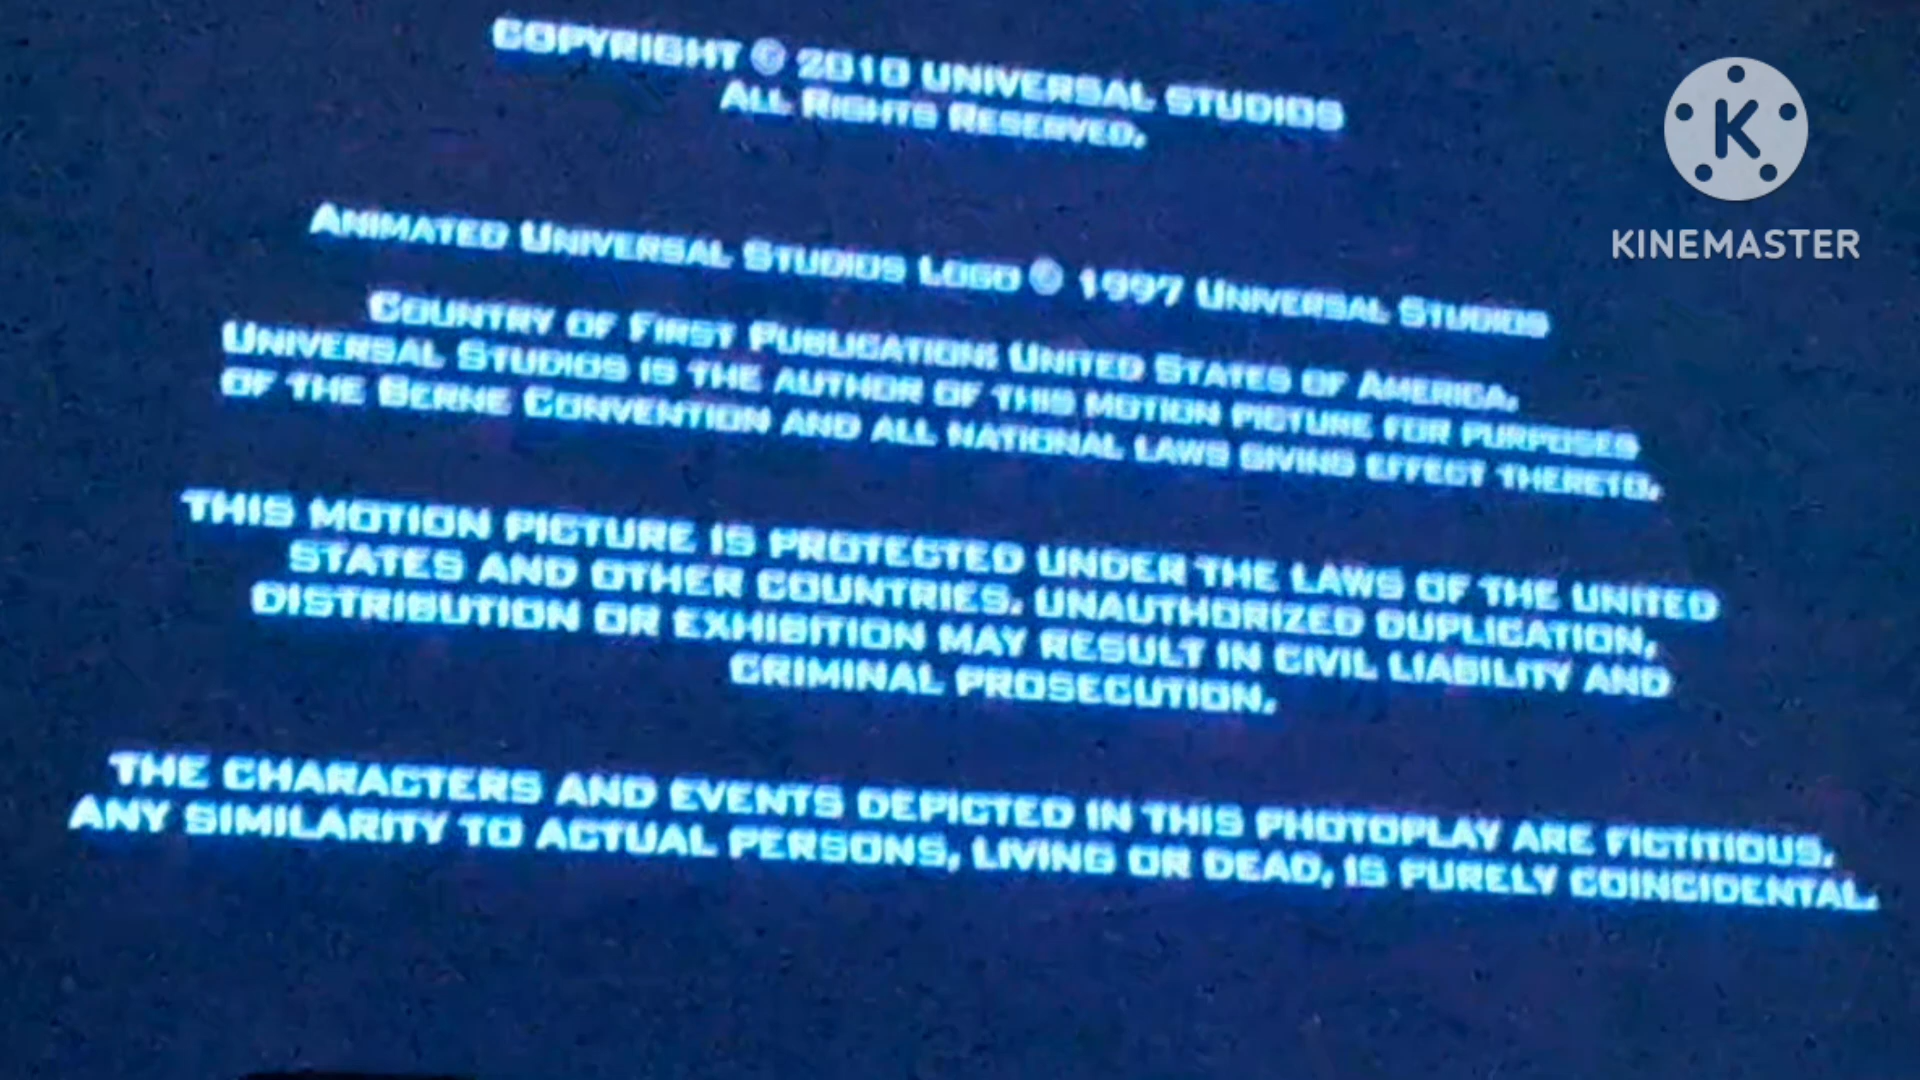 COPYRIGHT © 2010 UNIVERSAL STUDIOS
ALL RIGHTS RESERVED.
ANIMATED UNIVERSAL STUDIOS LOGO © 1997 UNIVERSAL STUDIOS
COUNTRY OF FIRST PUBLICATION: UNITED STATES OF AMERICA.
UNIVERSAL STUDIOS IS THE AUTHOR OF THIS MOTION PICTURE FOR PURPOSES
OF THE BERNE CONVENTION AND ALL NATIONAL LAWS GIVING EFFECT THERETO.
THIS MOTION PICTURE IS PROTECTED UNDER THE LAWS OF THE UNITED
STATES AND OTHER COUNTRIES. UNAUTHORIZED DUPLICATION,
DISTRIBUTION OR EXHIBITION MAY RESULT IN CIVIL LIABILITY AND
CRIMINAL PROSECUTION.
THE CHARACTERS AND EVENTS DEPICTED IN THIS PHOTOPLAY ARE FICTITIOUS.
ANY SIMILARITY TO ACTUAL PERSONS, LIVING OR DEAD, IS PURELY COINCIDENTAL.
K
KINEMASTER